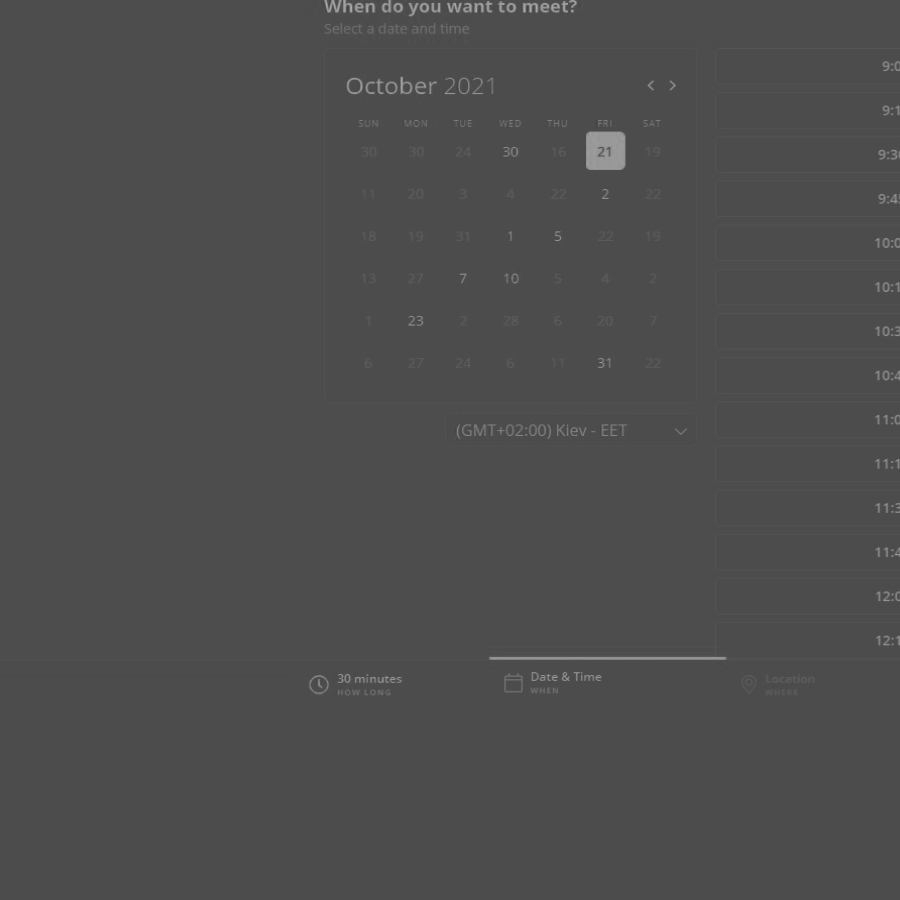 When do you want to meet?
Select a date and time
October 2021
SUN MON TUE WED THU FRI SAT
30 30 24 30 16 21 19
11 20 3 4 22 2 22
18 19 31 1 5 22 19
13 27 7 10 5 4 2
1 23 2 28 6 20 7
6 27 24 6 11 31 22
(GMT+02:00) Kiev - EET
9:0
9:1
9:3
9:4
10:0
10:1
10:3
10:4
11:0
11:1
11:3
11:4
12:0
12:1
30 minutes
HOW LONG
Date & Time
WHEN
Location
WHERE